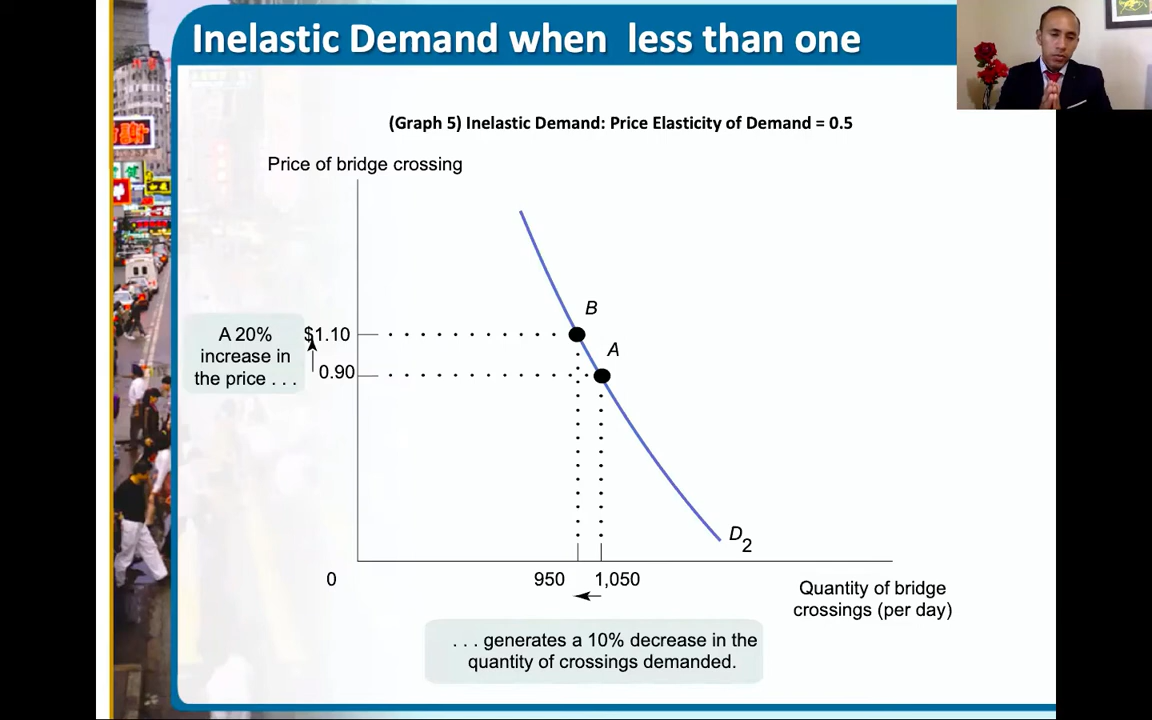 Inelastic Demand when less than one
(Graph 5) Inelastic Demand: Price Elasticity of Demand = 0.5
Price of bridge crossing
B
A 20%
increase in
the price . . .
$1.10
A
0.90
D2
0
950
1,050
Quantity of bridge
crossings (per day)
. . . generates a 10% decrease in the
quantity of crossings demanded.